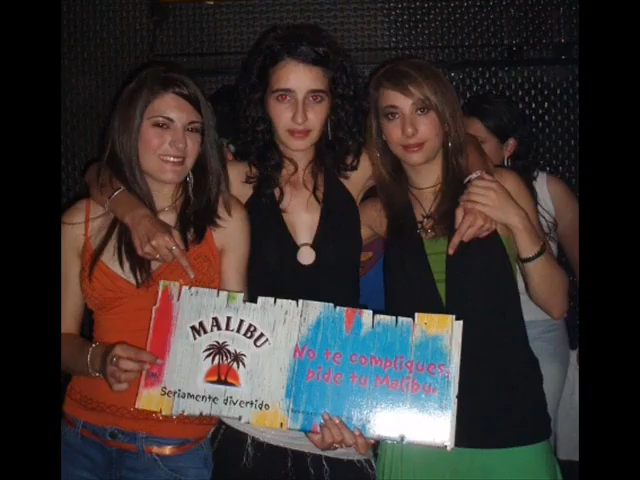 MALIBU
Seriamente divertido
No te compliques,
pide tu Malibu.